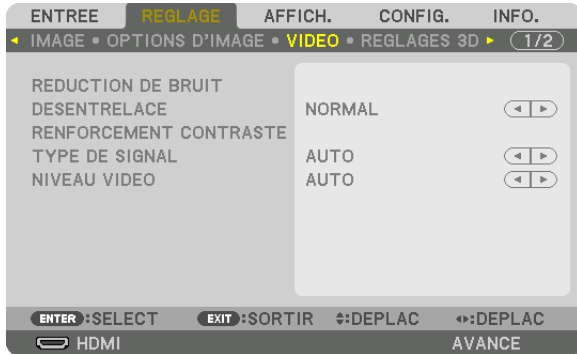 ENTREE REGLAGE AFFICH. CONFIG. INFO.
IMAGE • OPTIONS D'IMAGE • VIDEO • REGLAGES 3D 1/2
REDUCTION DE BRUIT
DESENTRELACE NORMAL
RENFORCEMENT CONTRASTE
TYPE DE SIGNAL AUTO
NIVEAU VIDEO AUTO
ENTER :SELECT EXIT :SORTIR :DEPLAC :DEPLAC
HDMI AVANCE